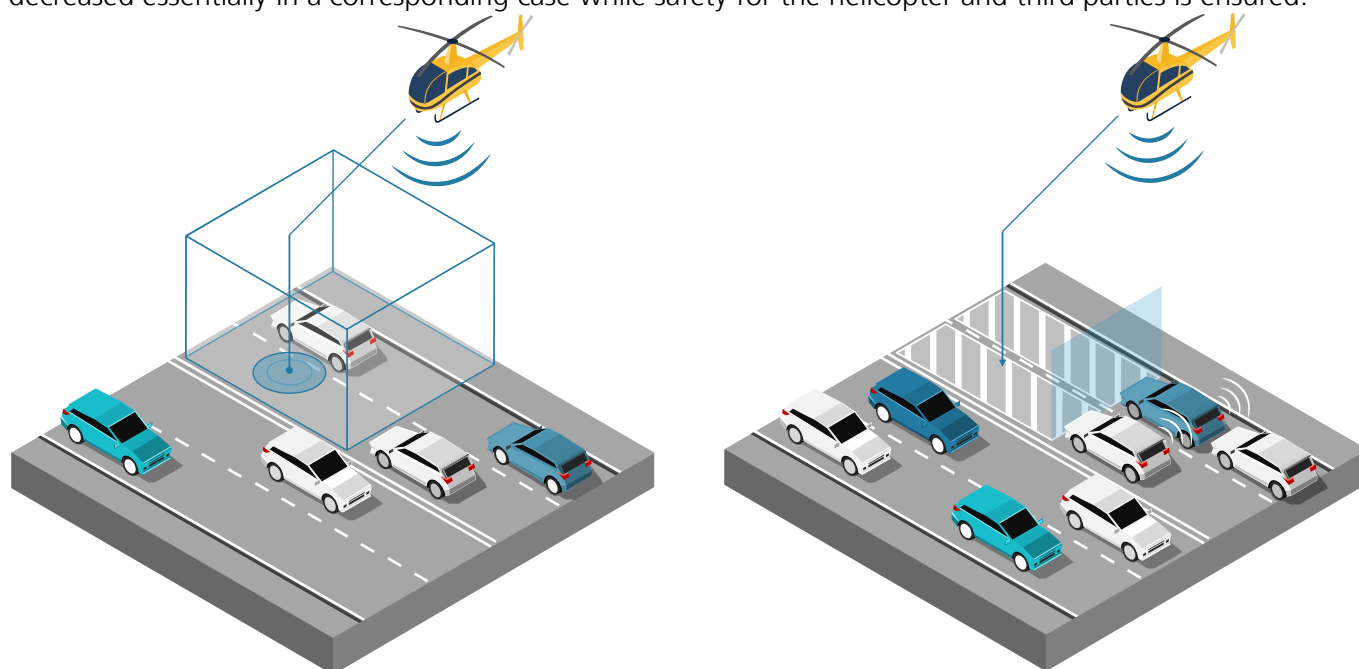 decreased essentially in a corresponding case while safety for the helicopter and third parties is ensured.